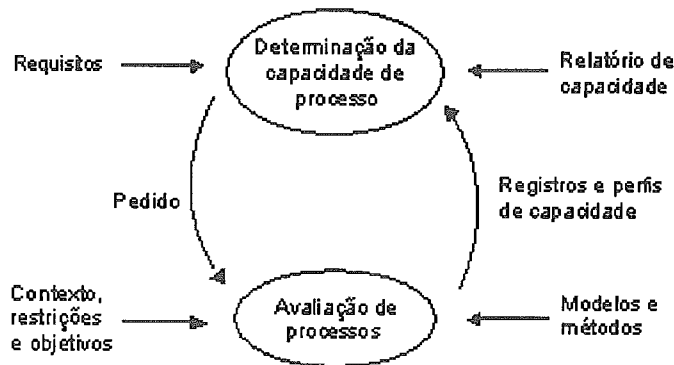 Requisitos
Determinação da
capacidade de
processo
Relatório de
capacidade
Pedido
Registros e perfis
de capacidade
Contexto,
restrições
e objetivos
Avaliação de
processos
Modelos e
métodos